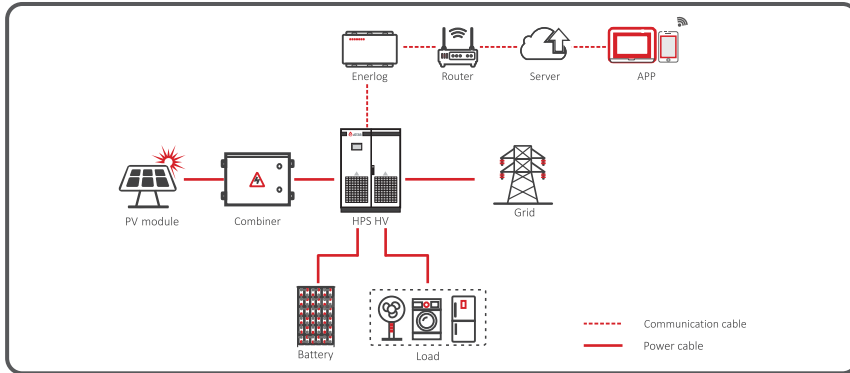 Enerlog
Router
Server
APP
PV module
Combiner
HPS HV
Grid
Battery
Load
Communication cable
Power cable